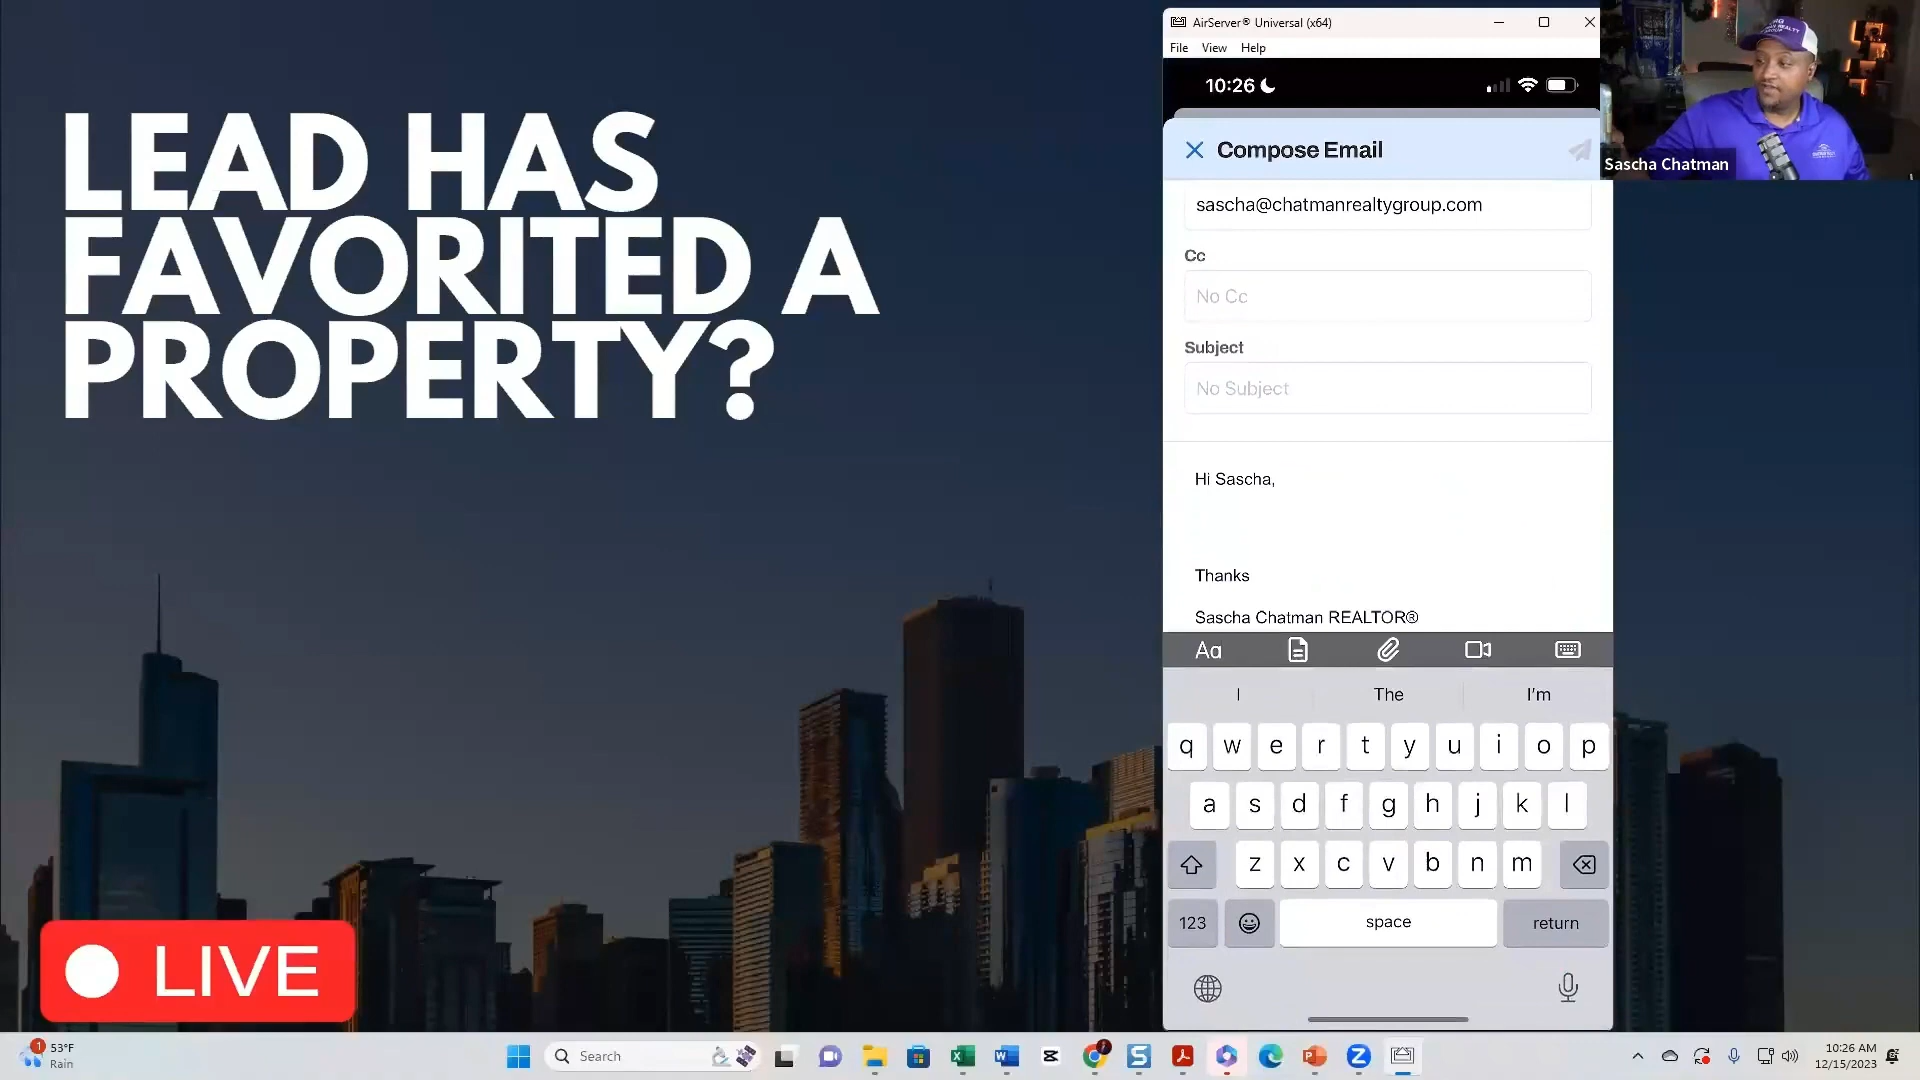 LEAD HAS
FAVORITED A
PROPERTY?
LIVE
AirServer® Universal (x64)
File View Help
10:26
Compose Email
sascha@chatmanrealtygroup.com
Cc
No Cc
Subject
No Subject
Hi Sascha,
Thanks
Sascha Chatman REALTOR®
Aa
I The I'm
q w e r t y u i o p
a s d f g h j k l
z x c v b n m
123 space return
Sascha Chatman
1
53°F
Rain
Search
10:26 AM
12/15/2023